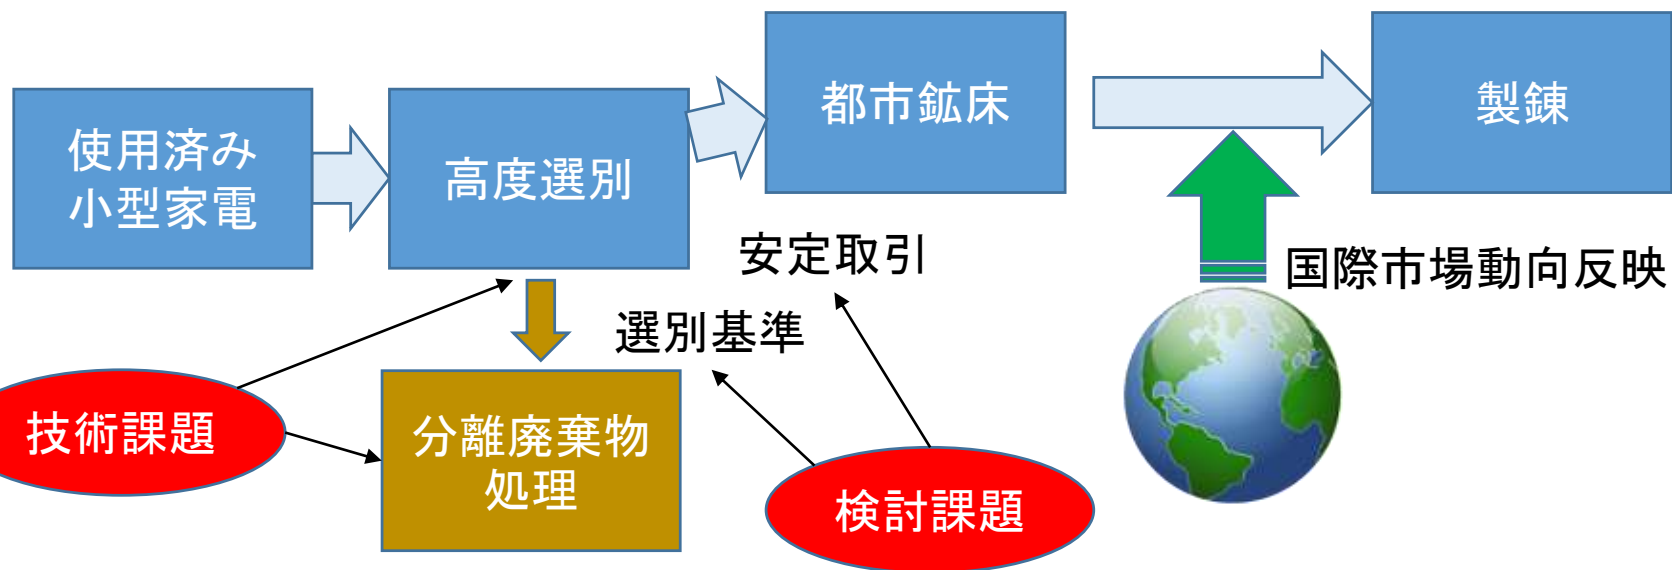 使用済み
小型家電
高度選別
都市鉱床
製錬
安定取引
国際市場動向反映
選別基準
技術課題
分離廃棄物
処理
検討課題